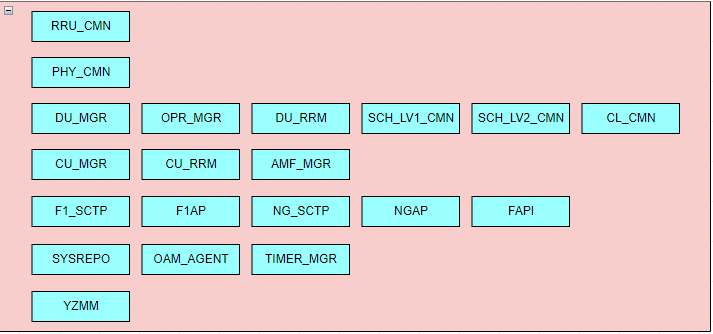 RRU_CMN
PHY_CMN
DU_MGR OPR_MGR DU_RRM SCH_LV1_CMN SCH_LV2_CMN CL_CMN
CU_MGR CU_RRM AMF_MGR
F1_SCTP F1AP NG_SCTP NGAP FAPI
SYSREPO OAM_AGENT TIMER_MGR
YZMM